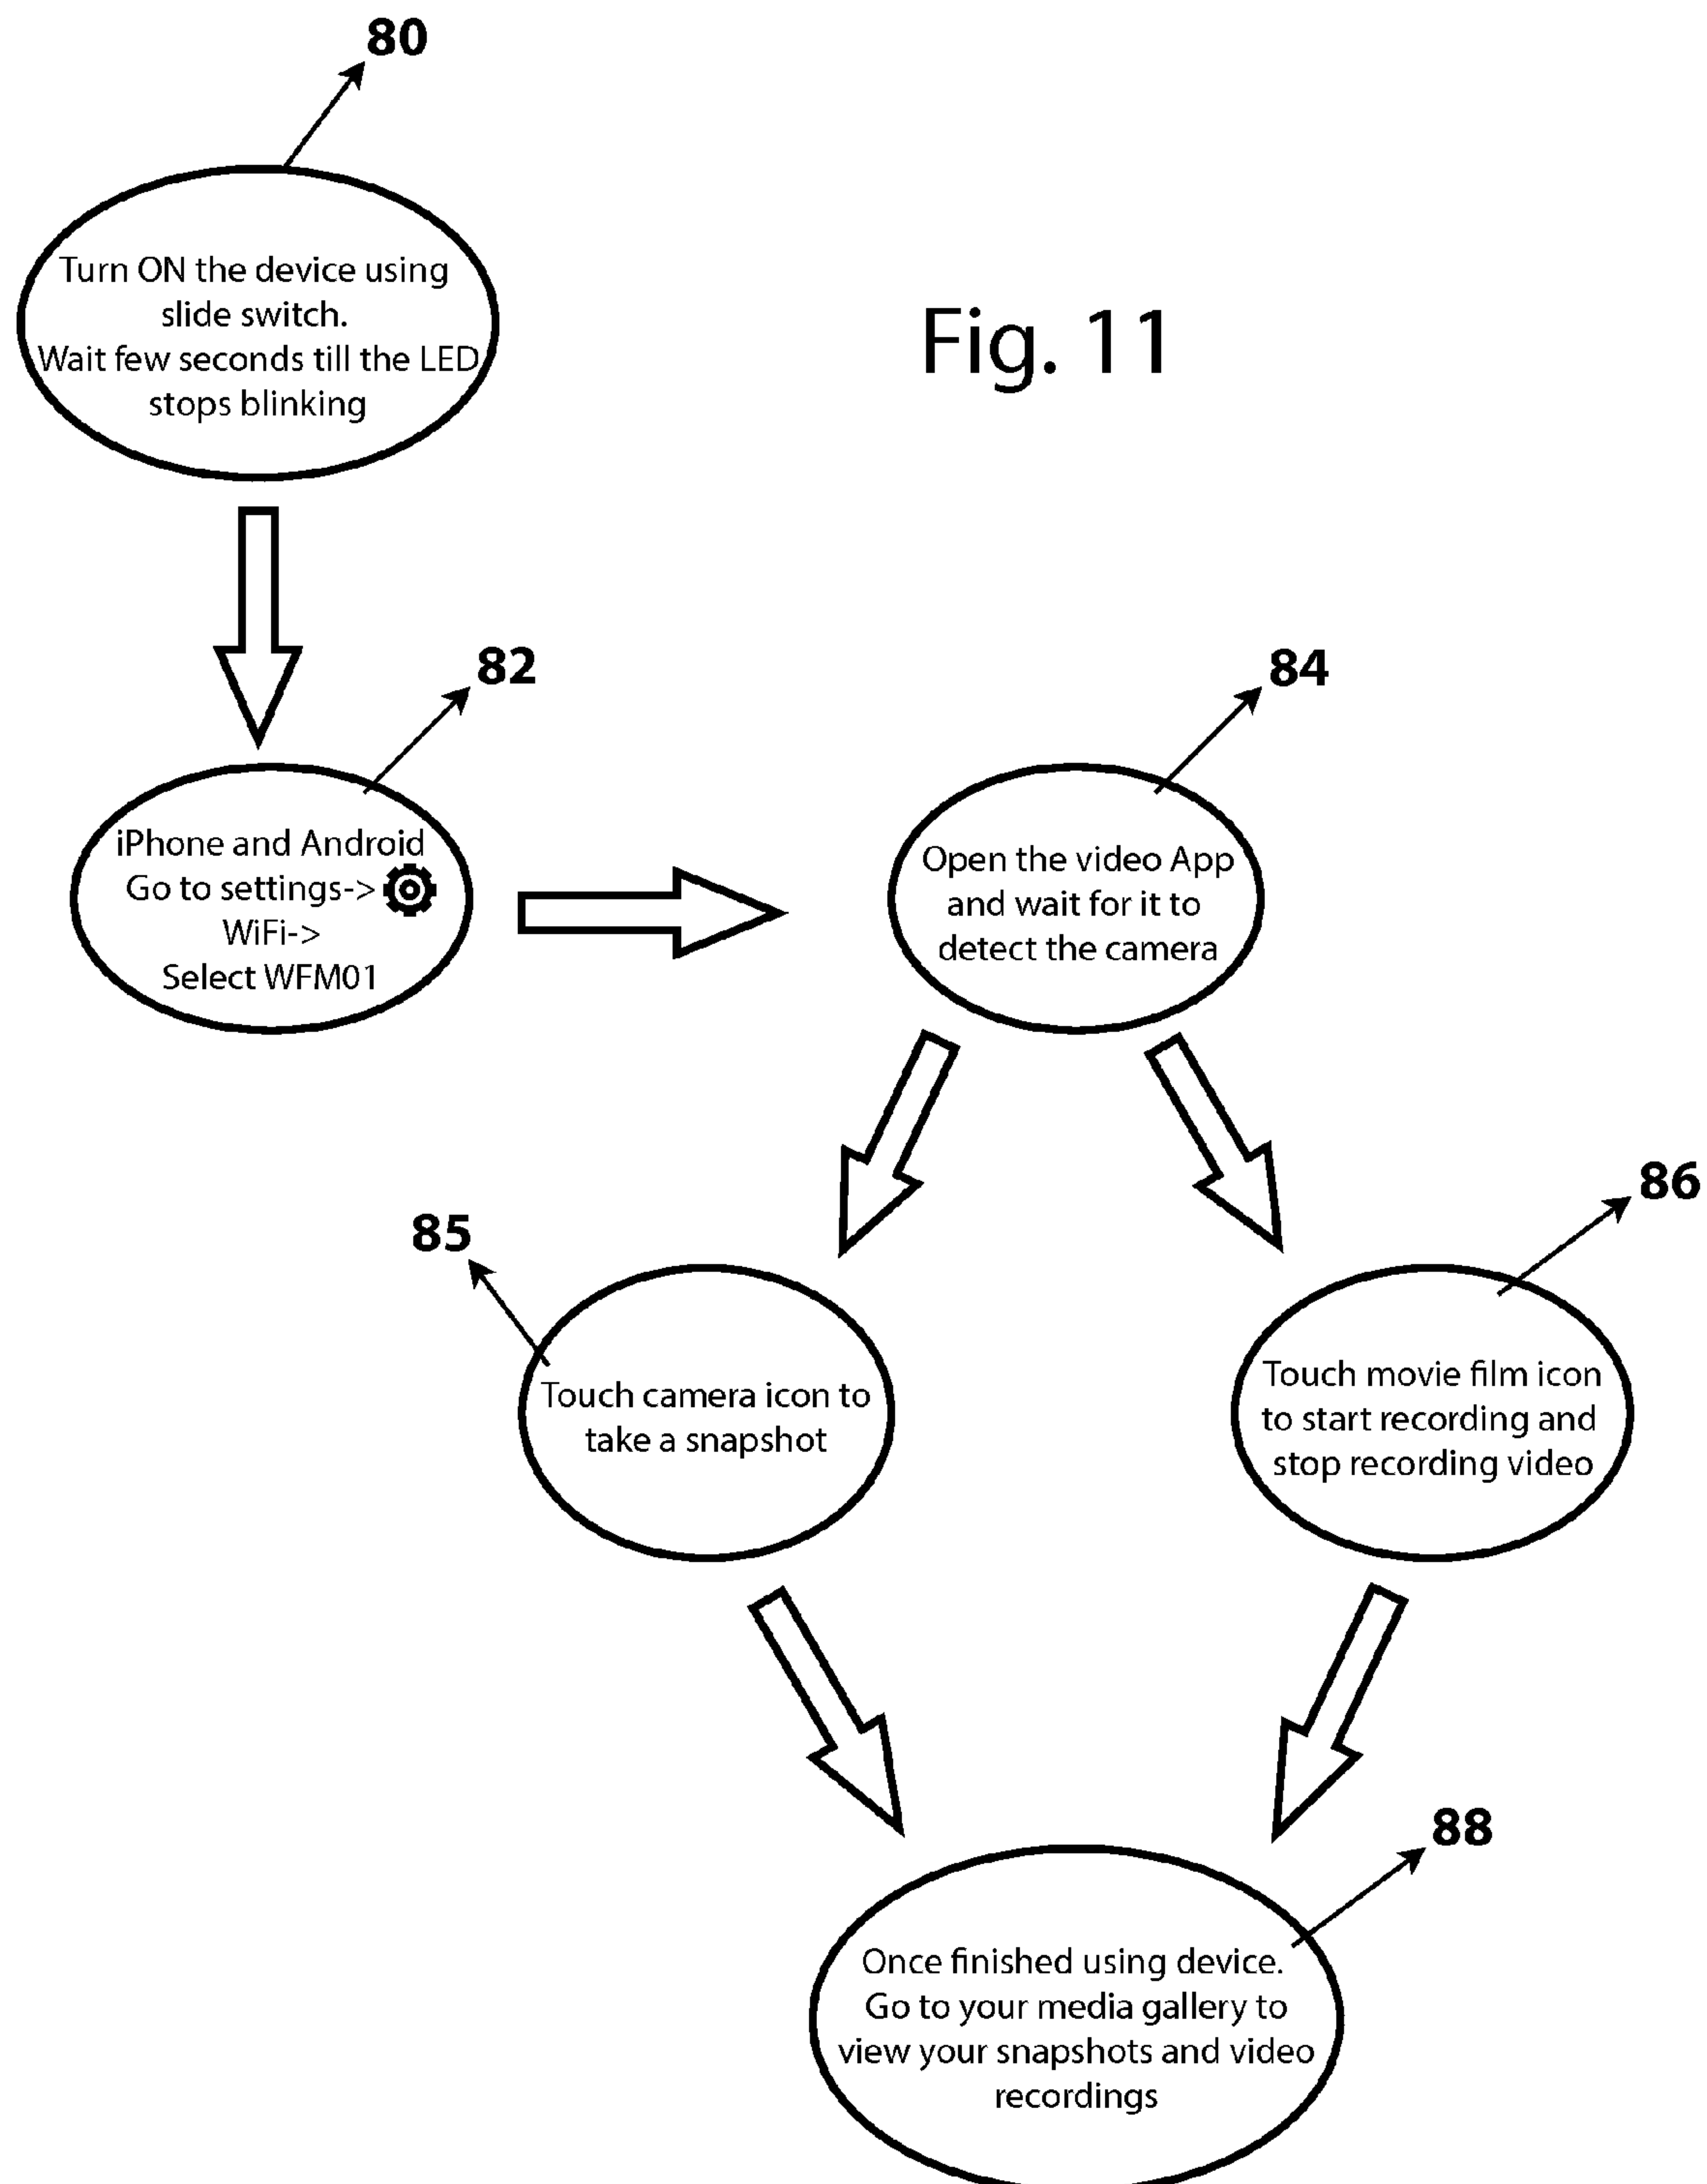 80
Turn ON the device using
slide switch.
Wait few seconds till the LED
stops blinking
Fig. 11
82
iPhone and Android
Go to settings->
WiFi->
Select WFM01
84
Open the video App
and wait for it to
detect the camera
85
Touch camera icon to
take a snapshot
86
Touch movie film icon
to start recording and
stop recording video
88
Once finished using device.
Go to your media gallery to
view your snapshots and video
recordings